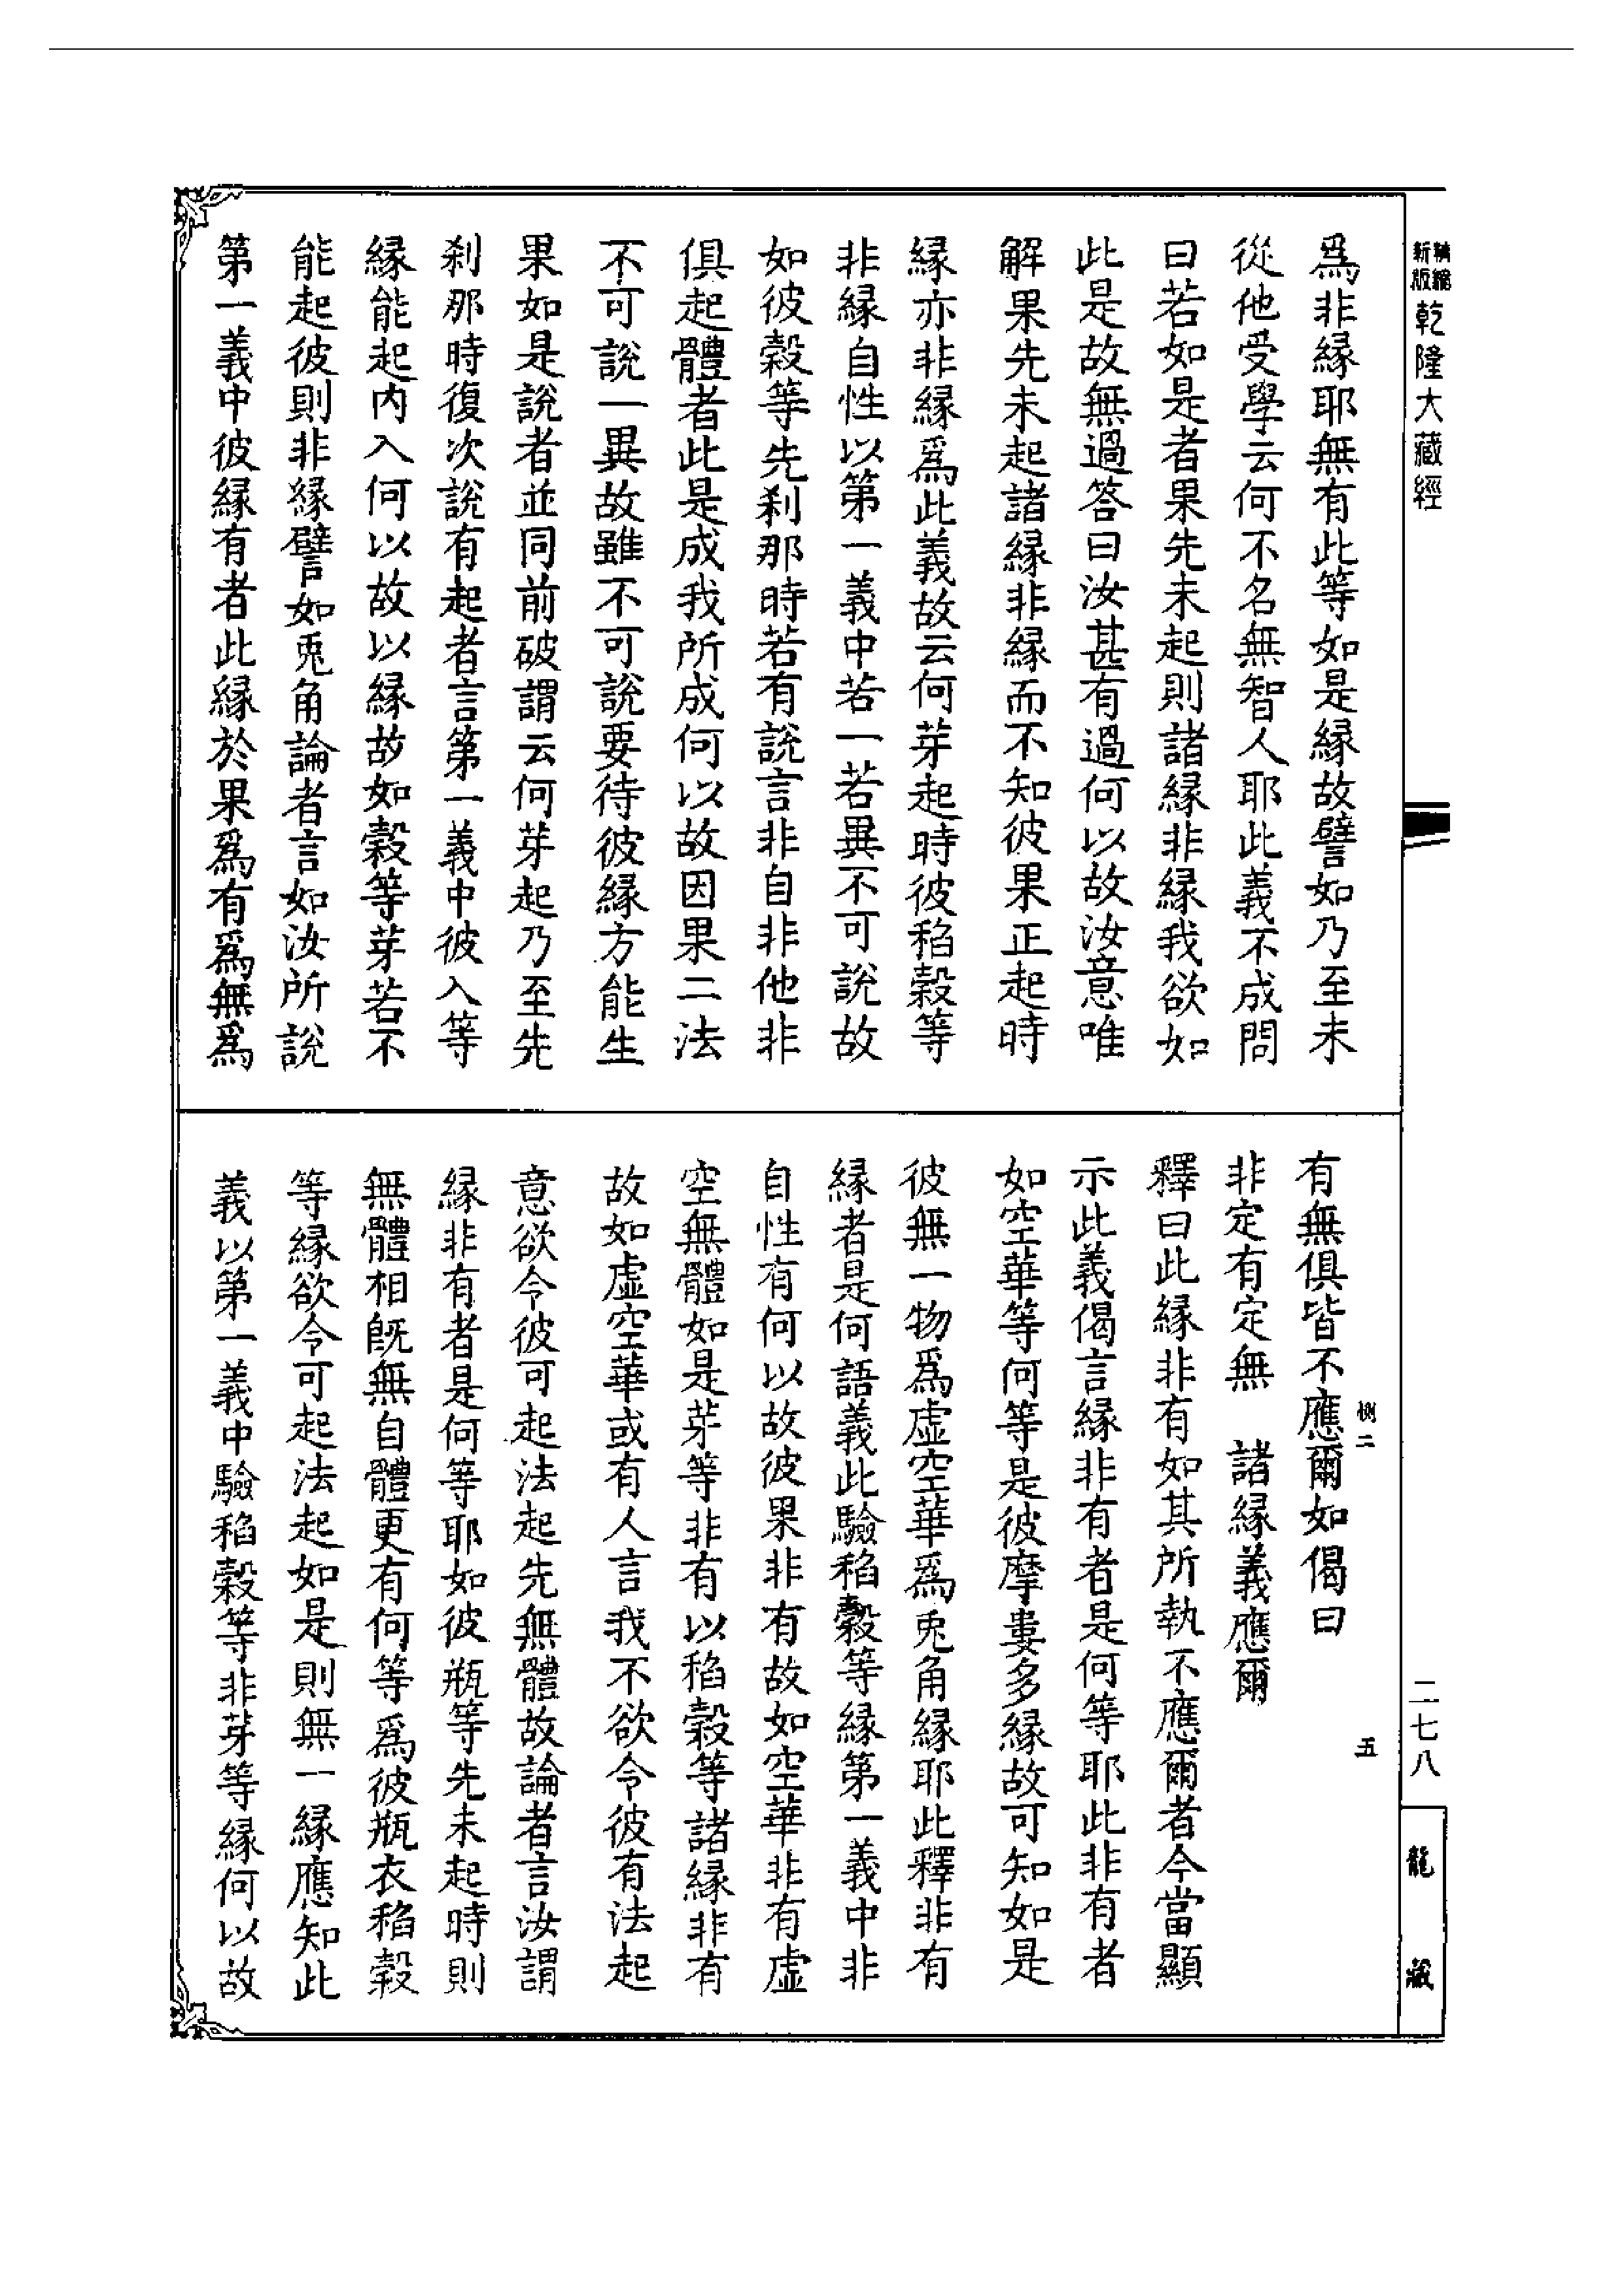 精縮新版乾隆大藏經
爲非緣耶無有此等如是緣故譬如乃至未
從他受學云何不名無智人耶此義不成問
曰若如是者果先未起則諸緣非緣我欲如
此是故無過答曰汝甚有過何以故汝意唯
解果先未起諸緣非緣而不知彼果正起時
緣亦非緣爲此義故云何芽起時彼稻穀等
非緣自性以第一義中若一若異不可說故
如彼穀等先刹那時若有說言非自非他非
俱起體者此是成我所成何以故因果二法
不可說一異故雖不可說要待彼緣方能生
果如是說者並同前破謂云何芽起乃至先
刹那時復次說有起者言第一義中彼入等
緣能起內入何以故以緣故如穀等芽若不
能起彼則非緣譬如兎角論者言如汝所說
第一義中彼緣有者此緣於果爲有爲無爲
有無俱皆不應爾如偈曰
非定有定無　諸緣義應爾
釋曰此緣非有如其所執不應爾者今當顯
示此義偈言緣非有者是何等耶此非有者
如空華等何等是彼摩婁多緣故可知如是
彼無一物爲虛空華爲兎角緣耶此釋非有
緣者是何語義此驗稻穀等緣第一義中非
自性有何以故彼果非有故如空華非有虛
空無體如是芽等非有以稻穀等諸緣非有
故如虛空華或有人言我不欲令彼有法起
意欲令彼可起法起先無體故論者言汝謂
緣非有者是何等耶如彼瓶等先未起時則
無體相旣無自體更有何等爲彼瓶衣稻穀
等緣欲令可起法起如是則無一緣應知此
義以第一義中驗稻穀等非芽等緣何以故
二
五
二七八
龍藏